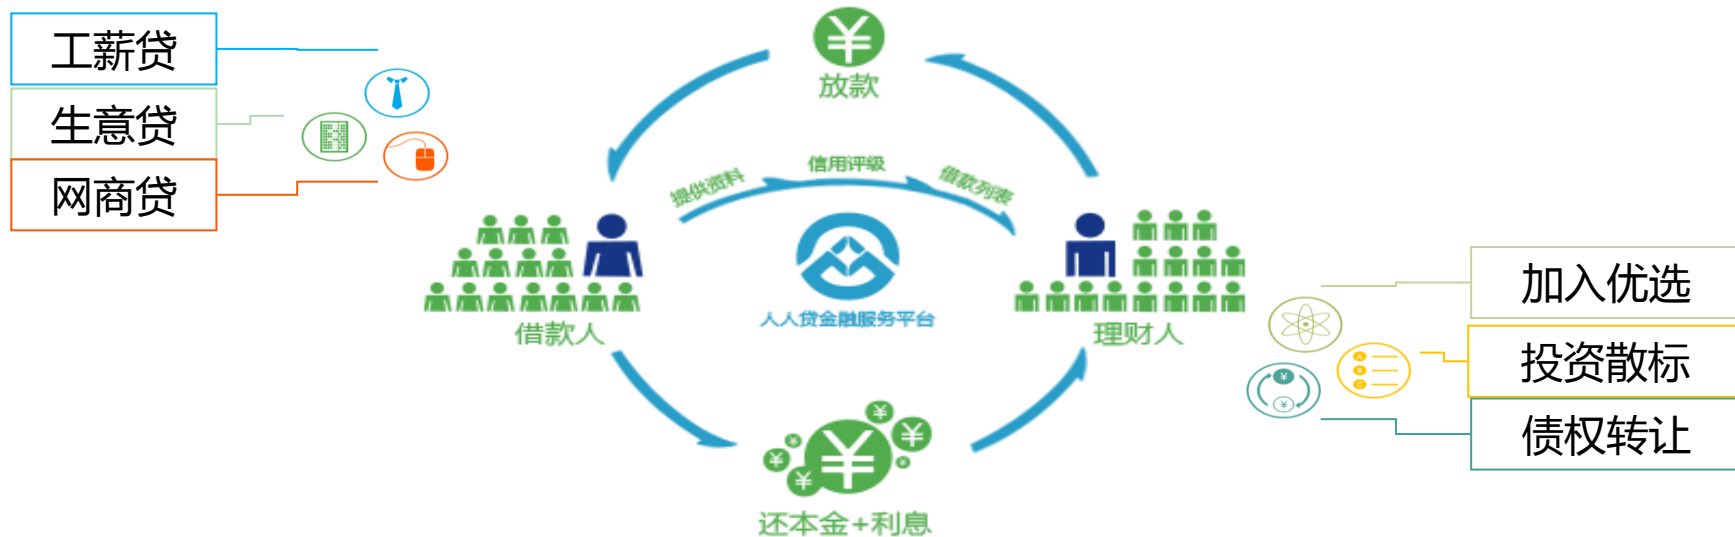 工薪贷
生意贷
网商贷
¥
放款
提供资料
信用评级
借款列表
人人贷金融服务平台
借款人
理财人
¥
¥
¥
¥
¥
¥
¥
还本金+利息
加入优选
投资散标
债权转让
A
B
C
¥
¥